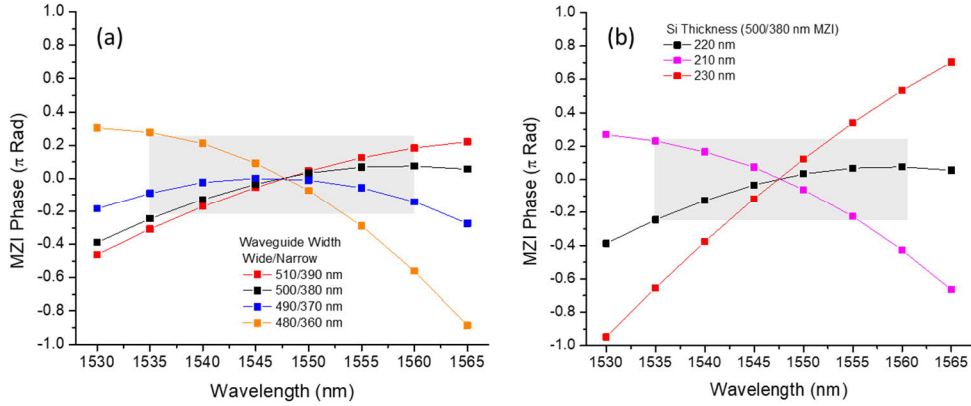 (a)
1.0
0.8
0.6
0.4
0.2
0.0
-0.2
-0.4
-0.6
-0.8
-1.0
MZI Phase (π Rad)
Waveguide Width
Wide/Narrow
510/390 nm
500/380 nm
490/370 nm
480/360 nm
1530 1535 1540 1545 1550 1555 1560 1565
Wavelength (nm)
(b)
1.0
0.8
0.6
0.4
0.2
0.0
-0.2
-0.4
-0.6
-0.8
-1.0
MZI Phase (π Rad)
Si Thickness (500/380 nm MZI)
220 nm
210 nm
230 nm
1530 1535 1540 1545 1550 1555 1560 1565
Wavelength (nm)